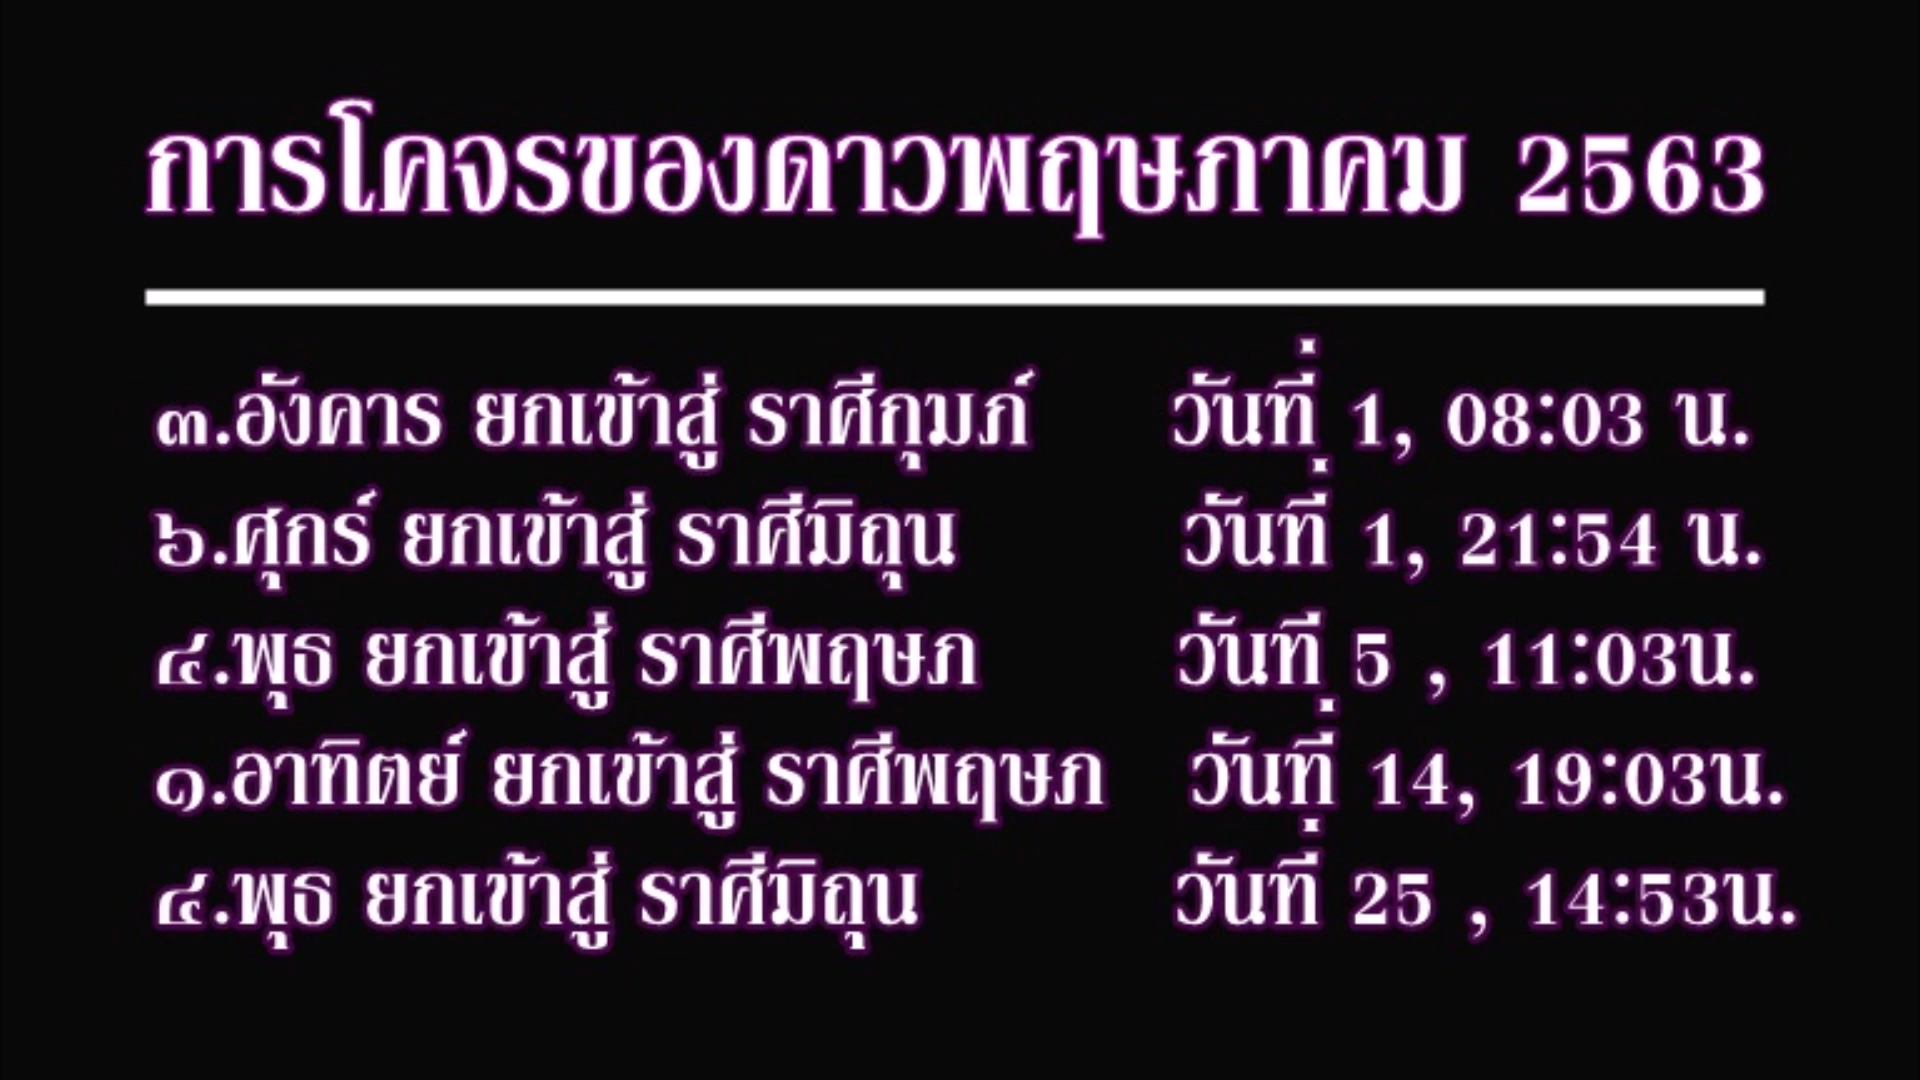 การโคจรของดาวพฤษภาคม 2563
๓.อังคาร ยกเข้าสู่ ราศีกุมภ์ วันที่ 1, 08:03 น.
๖.ศุกร์ ยกเข้าสู่ ราศีมิถุน วันที่ 1, 21:54 น.
๔.พุธ ยกเข้าสู่ ราศีพฤษภ วันที 5 , 11:03น.
๑.อาทิตย์ ยกเข้าสู่ ราศีพฤษภ วันที่ 14, 19:03น.
๔.พุธ ยกเข้าสู่ ราศีมิถุน วันที่ 25 , 14:53น.